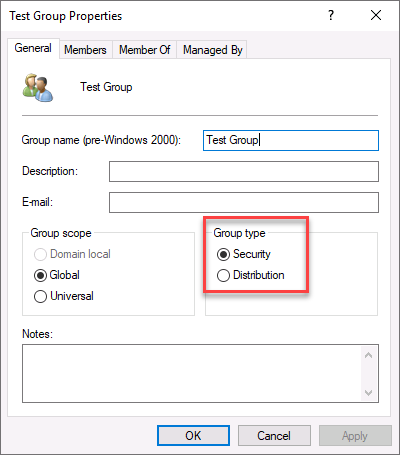 Test Group Properties ? ×
General Members Member Of Managed By
Test Group
Group name (pre-Windows 2000): Test Group
Description:
E-mail:
Group scope
Domain local
Global
Universal
Group type
Security
Distribution
Notes:
OK Cancel Apply